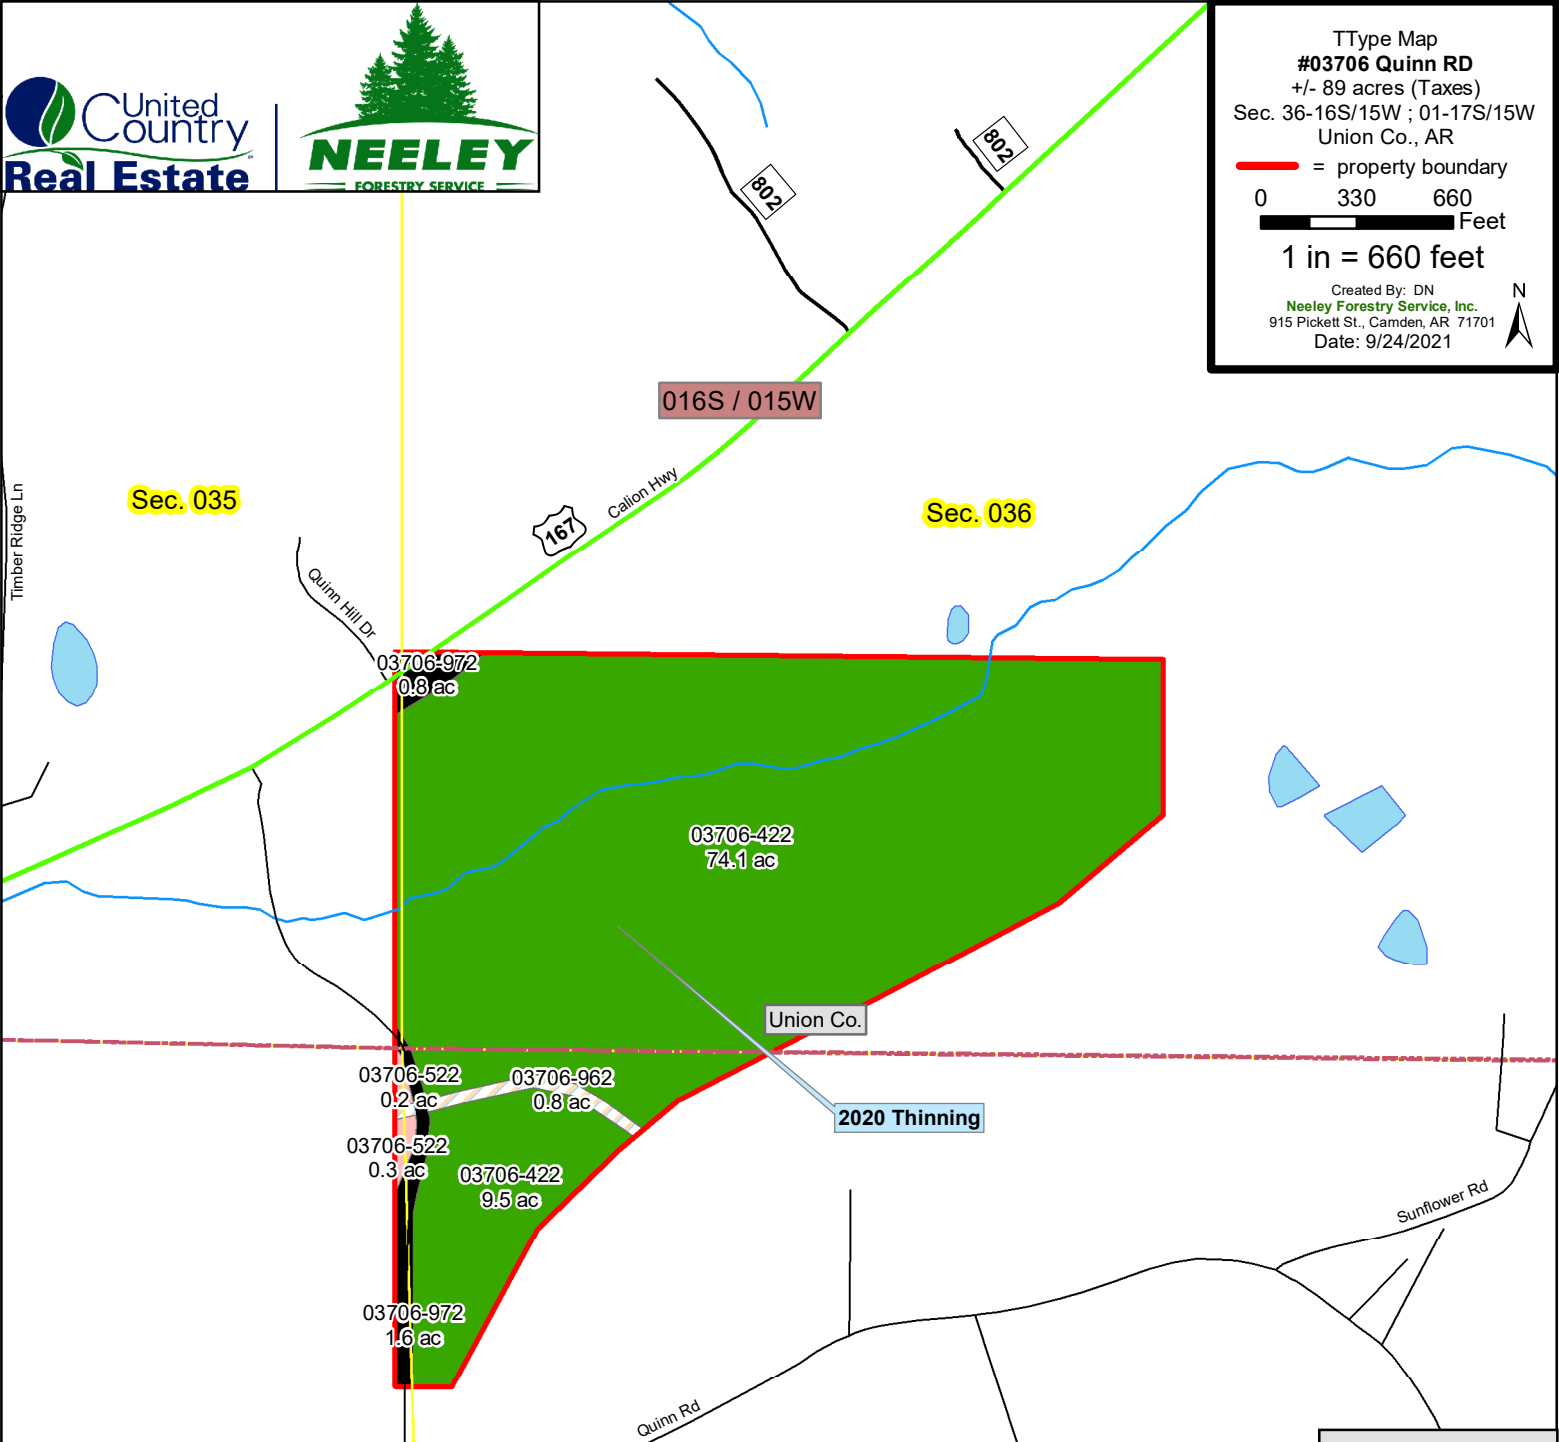 United
Country
Real Estate
NEELEY
FORESTRY SERVICE
TType Map
#03706 Quinn RD
+/- 89 acres (Taxes)
Sec. 36-16S/15W ; 01-17S/15W
Union Co., AR
= property boundary
0 330 660
Feet
1 in = 660 feet
Created By: DN
Neeley Forestry Service, Inc.
915 Pickett St., Camden, AR 71701
Date: 9/24/2021
N
802
802
016S / 015W
Calion Hwy
167
Sec. 035
Sec. 036
Timber Ridge Ln
Quinn Hill Dr
03706-972
0.8 ac
03706-422
74.1 ac
Union Co.
03706-522
0.2 ac
03706-962
0.8 ac
2020 Thinning
03706-522
0.3 ac
03706-422
9.5 ac
Sunflower Rd
03706-972
1.6 ac
Quinn Rd